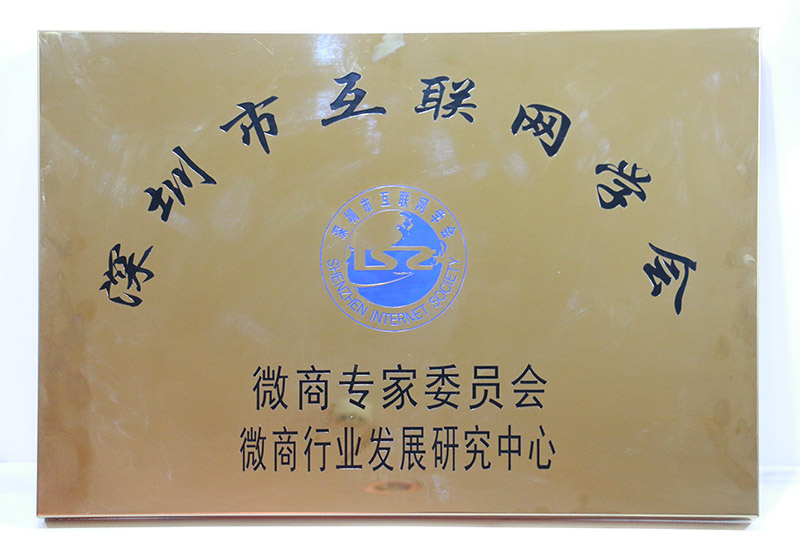 深圳市互联网学会
深圳市互联网学会
ISZ
SHENZHEN INTERNET SOCIETY
微商专家委员会
微商行业发展研究中心